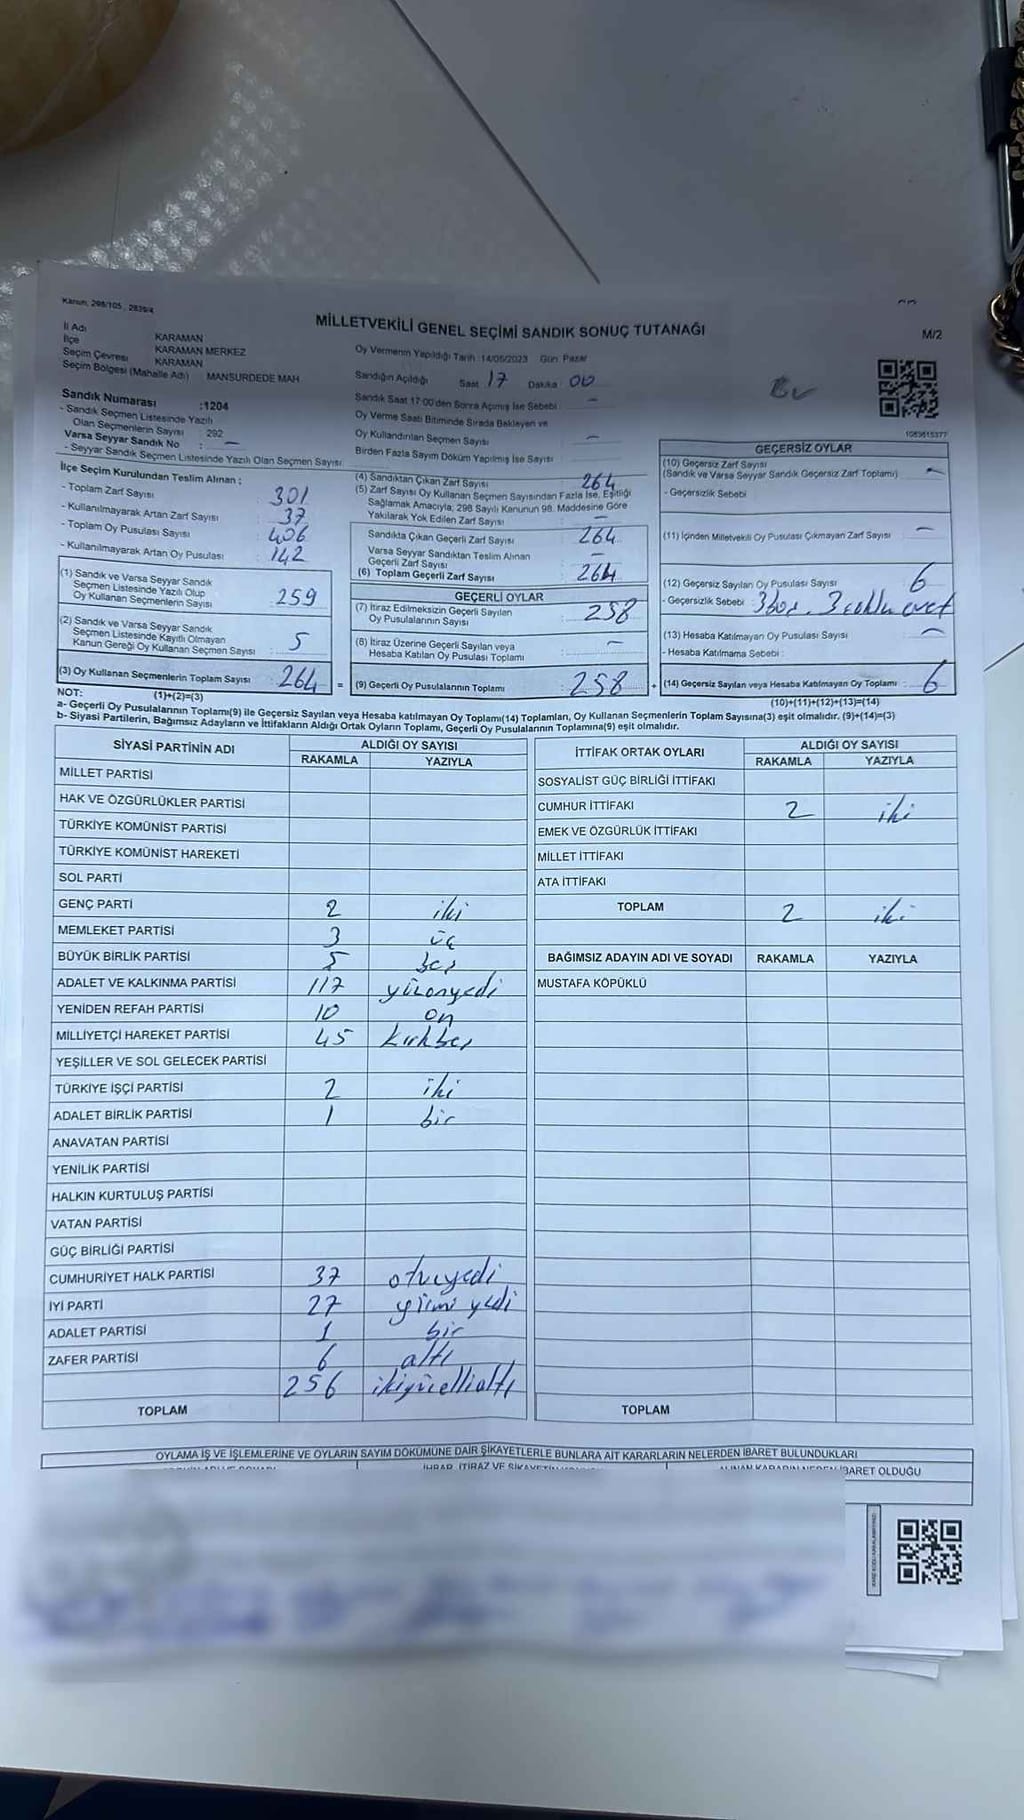 Kanun: 298/105 , 2839/4
MİLLETVEKİLİ GENEL SEÇİMİ SANDIK SONUÇ TUTANAĞI
M/2
İl Adı KARAMAN
İlçe KARAMAN MERKEZ
Seçim Çevresi KARAMAN
Seçim Bölgesi (Mahalle Adı) MANSURDEDE MAH
Sandık Numarası :1204
- Sandık Seçmen Listesinde Yazılı
Olan Seçmenlerin Sayısı : 292
Varsa Seyyar Sandık No : —
- Seyyar Sandık Seçmen Listesinde Yazılı Olan Seçmen Sayısı
Oy Vermenin Yapıldığı Tarih :14/05/2023 Gün: Pazar
Sandığın Açıldığı Saat 17 Dakika 00
Sandık Saat 17:00'den Sonra Açımış İse Sebebi : —
Oy Verme Saati Bitiminde Sırada Bekleyen ve
Oy Kullandırılan Seçmen Sayısı —
Birden Fazla Sayım Döküm Yapılmış İse Sayısı
1083615377
İlçe Seçim Kurulundan Teslim Alınan :
- Toplam Zarf Sayısı : 301
- Kullanılmayarak Artan Zarf Sayısı : 37
- Toplam Oy Pusulası Sayısı : 406
- Kullanılmayarak Artan Oy Pusulası : 142
(1) Sandık ve Varsa Seyyar Sandık
Seçmen Listesinde Yazılı Olup
Oy Kullanan Seçmenlerin Sayısı : 259
(2) Sandık ve Varsa Seyyar Sandık
Seçmen Listesinde Kayıtlı Olmayan
Kanun Gereği Oy Kullanan Seçmen Sayısı : 5
(3) Oy Kullanan Seçmenlerin Toplam Sayısı : 264
(4) Sandıktan Çıkan Zarf Sayısı : 264
(5) Zarf Sayısı Oy Kullanan Seçmen Sayısından Fazla İse, Eşitliği
Sağlamak Amacıyla; 298 Sayılı Kanunun 98. Maddesine Göre
Yakılarak Yok Edilen Zarf Sayısı : —
Sandıkta Çıkan Geçerli Zarf Sayısı : 264
Varsa Seyyar Sandıktan Teslim Alınan
Geçerli Zarf Sayısı : —
(6) Toplam Geçerli Zarf Sayısı : 264
GEÇERLİ OYLAR
(7) İtiraz Edilmeksizin Geçerli Sayılan
Oy Pusulalarının Sayısı : 258
(8) İtiraz Üzerine Geçerli Sayılan veya
Hesaba Katılan Oy Pusulası Toplamı : —
= (9) Geçerli Oy Pusulalarının Toplamı : 258 +
GEÇERSİZ OYLAR
(10) Geçersiz Zarf Sayısı
(Sandık ve Varsa Seyyar Sandık Geçersiz Zarf Toplamı) : —
- Geçersizlik Sebebi
(11) İçinden Milletvekili Oy Pusulası Çıkmayan Zarf Sayısı : —
(12) Geçersiz Sayılan Oy Pusulası Sayısı : 6
- Geçersizlik Sebebi : 3 boş, 3 çoklu evet
(13) Hesaba Katılmayan Oy Pusulası Sayısı : —
- Hesaba Katılmama Sebebi :
(14) Geçersiz Sayılan veya Hesaba Katılmayan Oy Toplamı : 6
NOT: (1)+(2)=(3)
(10)+(11)+(12)+(13)=(14)
a- Geçerli Oy Pusulalarının Toplamı(9) ile Geçersiz Sayılan veya Hesaba katılmayan Oy Toplamı(14) Toplamları, Oy Kullanan Seçmenlerin Toplam Sayısına(3) eşit olmalıdır. (9)+(14)=(3)
b- Siyasi Partilerin, Bağımsız Adayların ve İttifakların Aldığı Ortak Oyların Toplamı, Geçerli Oy Pusulalarının Toplamına(9) eşit olmalıdır.
SİYASİ PARTİNİN ADI ALDIĞI OY SAYISI
RAKAMLA YAZIYLA
MİLLET PARTİSİ
HAK VE ÖZGÜRLÜKLER PARTİSİ
TÜRKİYE KOMÜNİST PARTİSİ
TÜRKİYE KOMÜNİST HAREKETİ
SOL PARTİ
GENÇ PARTİ 2 iki
MEMLEKET PARTİSİ 3 üç
BÜYÜK BİRLİK PARTİSİ 5 beş
ADALET VE KALKINMA PARTİSİ 117 yüzonyedi
YENİDEN REFAH PARTİSİ 10 on
MİLLİYETÇİ HAREKET PARTİSİ 45 kırkbeş
YEŞİLLER VE SOL GELECEK PARTİSİ
TÜRKİYE İŞÇİ PARTİSİ 2 iki
ADALET BİRLİK PARTİSİ 1 bir
ANAVATAN PARTİSİ
YENİLİK PARTİSİ
HALKIN KURTULUŞ PARTİSİ
VATAN PARTİSİ
GÜÇ BİRLİĞİ PARTİSİ
CUMHURİYET HALK PARTİSİ 37 otuzyedi
İYİ PARTİ 27 yirmi yedi
ADALET PARTİSİ 1 bir
ZAFER PARTİSİ 6 altı
256 ikiyüzellialtı
TOPLAM
İTTİFAK ORTAK OYLARI ALDIĞI OY SAYISI
RAKAMLA YAZIYLA
SOSYALİST GÜÇ BİRLİĞİ İTTİFAKI
CUMHUR İTTİFAKI 2 iki
EMEK VE ÖZGÜRLÜK İTTİFAKI
MİLLET İTTİFAKI
ATA İTTİFAKI
TOPLAM 2 iki
BAĞIMSIZ ADAYIN ADI VE SOYADI RAKAMLA YAZIYLA
MUSTAFA KÖPÜKLÜ
TOPLAM
OYLAMA İŞ VE İŞLEMLERİNE VE OYLARIN SAYIM DÖKÜMÜNE DAİR ŞİKAYETLERLE BUNLARA AİT KARARLARIN NELERDEN İBARET BULUNDUKLARI
İHBAR, İTİRAZ VE ŞİKAYETİN
ALINAN KARARIN NEDEN İBARET OLDUĞU